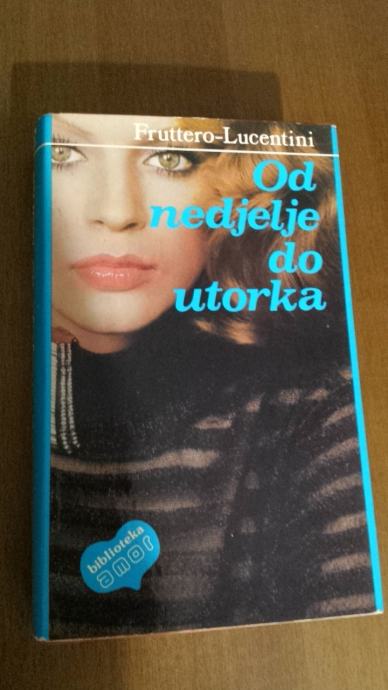 Fruttero-Lucentini
Od
nedjelje
do
utorka
biblioteka
amor